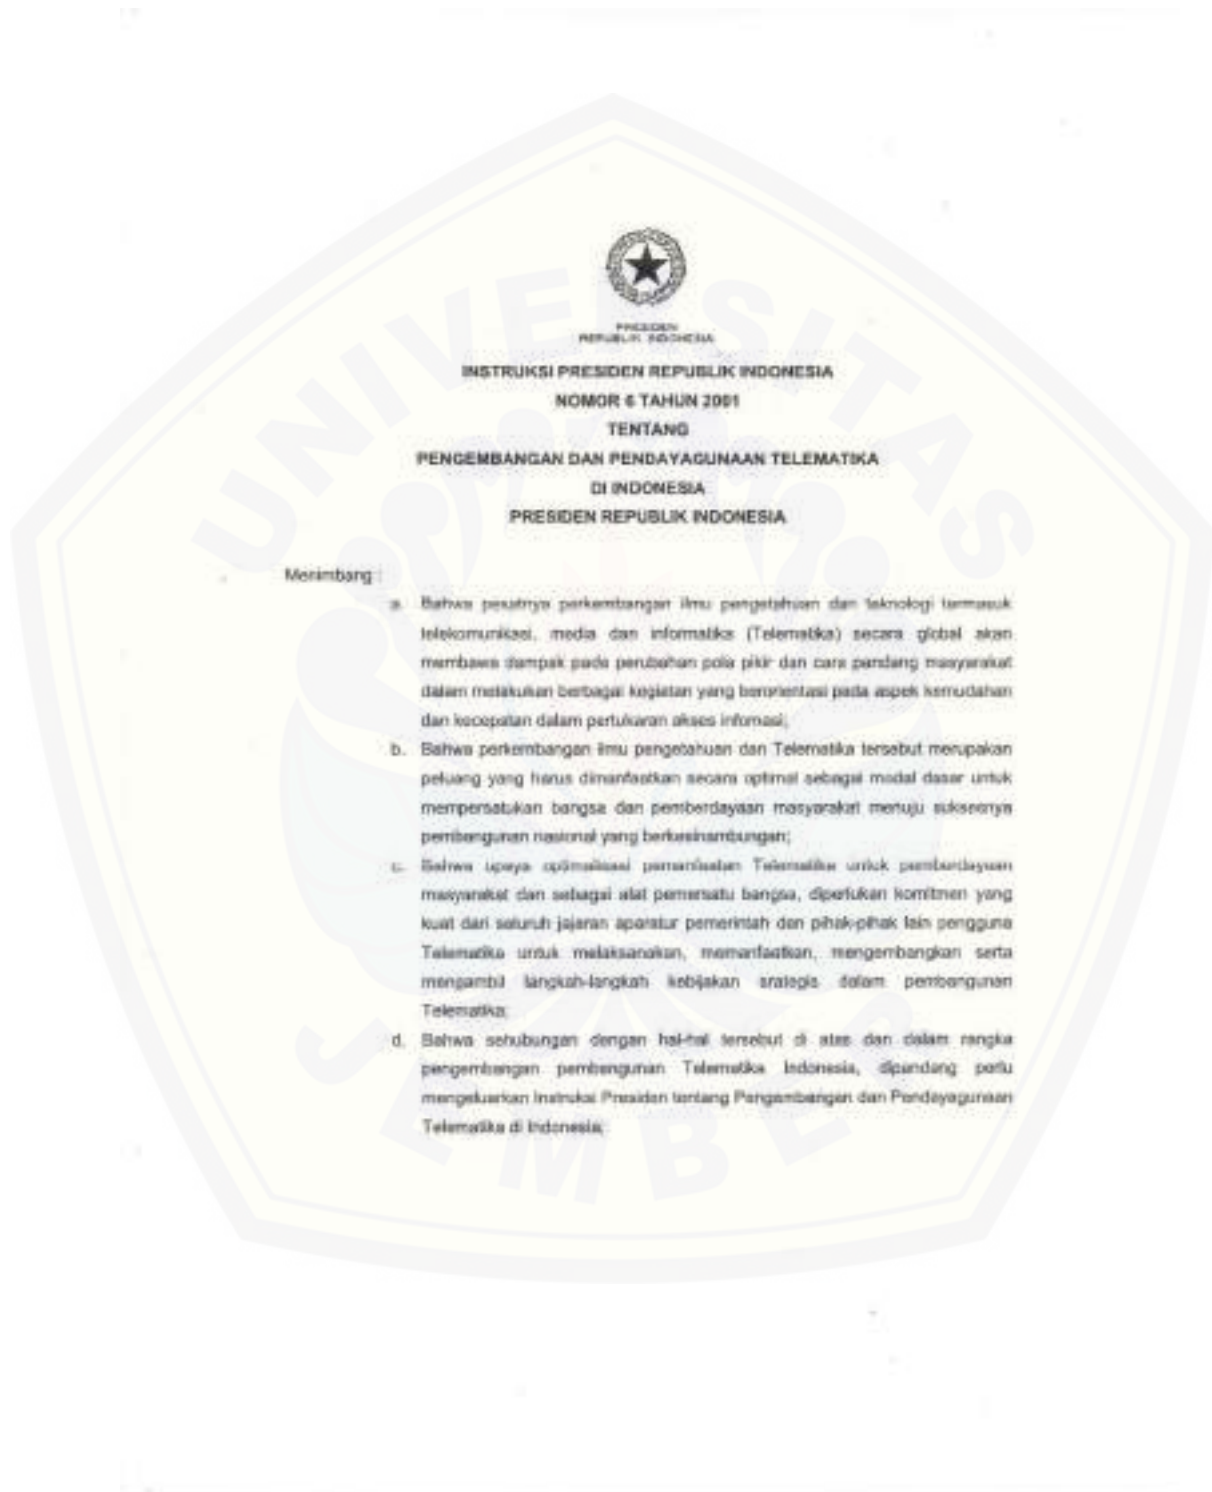 PRESIDEN
REPUBLIK INDONESIA
INSTRUKSI PRESIDEN REPUBLIK INDONESIA
NOMOR 6 TAHUN 2001
TENTANG
PENGEMBANGAN DAN PENDAYAGUNAAN TELEMATIKA
DI INDONESIA
PRESIDEN REPUBLIK INDONESIA
Menimbang :
a. Bahwa pesatnya perkembangan ilmu pengetahuan dan teknologi termasuk
telekomunikasi, media dan informatika (Telematika) secara global akan
membawa dampak pada perubahan pola pikir dan cara pandang masyarakat
dalam melakukan berbagai kegiatan yang berorientasi pada aspek kemudahan
dan kecepatan dalam pertukaran akses infomasi;
b. Bahwa perkembangan ilmu pengetahuan dan Telematika tersebut merupakan
peluang yang harus dimanfaatkan secara optimal sebagai modal dasar untuk
mempersatukan bangsa dan pemberdayaan masyarakat menuju suksesnya
pembangunan nasional yang berkesinambungan;
c. Bahwa upaya optimalisasi pemanfaatan Telematika untuk pemberdayaan
masyarakat dan sebagai alat pemersatu bangsa, diperlukan komitmen yang
kuat dari seluruh jajaran aparatur pemerintah dan pihak-pihak lain pengguna
Telematika untuk melaksanakan, memanfaatkan, mengembangkan serta
mengambil langkah-langkah kebijakan srategis dalam pembangunan
Telematika;
d. Bahwa sehubungan dengan hal-hal tersebut di atas dan dalam rangka
pengembangan pembangunan Telematika Indonesia, dipandang perlu
mengeluarkan Instruksi Presiden tentang Pengembangan dan Pendayagunaan
Telematika di Indonesia;
UNIVERSITAS
JEMBER